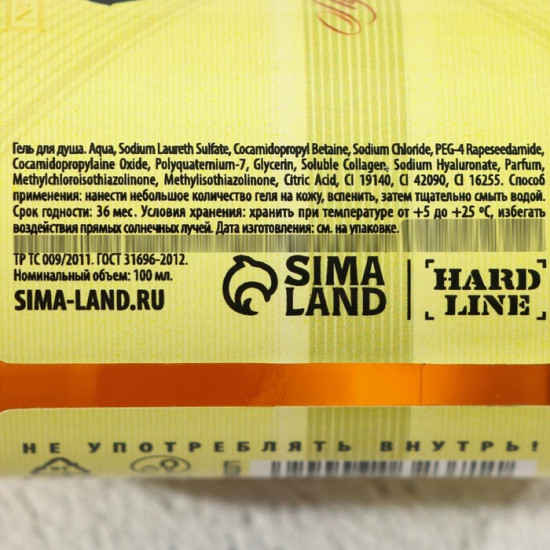 Гель для душа. Aqua, Sodium Laureth Sulfate, Cocamidopropyl Betaine, Sodium Chloride, PEG-4 Rapeseedamide,
Cocamidopropylaine Oxide, Polyquaternium-7, Glycerin, Soluble Collagen, Sodium Hyaluronate, Parfum,
Methylchloroisothiazolinone, Methylisothiazolinone, Citric Acid, CI 19140, CI 42090, CI 16255. Способ
применения: нанести небольшое количество геля на кожу, вспенить, затем тщательно смыть водой.
Срок годности: 36 мес. Условия хранения: хранить при температуре от +5 до +25 °C, избегать
воздействия прямых солнечных лучей. Дата изготовления: см. на упаковке.
ТР ТС 009/2011. ГОСТ 31696-2012.
Номинальный объем: 100 мл.
SIMA-LAND.RU
SIMA
LAND
HARD
LINE
НЕ УПОТРЕБЛЯТЬ ВНУТРЬ!